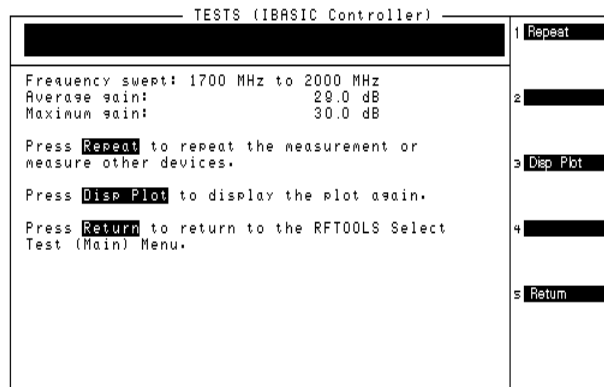 TESTS (IBASIC Controller)
Frequency swept: 1700 MHz to 2000 MHz
Average gain: 29.0 dB
Maximum gain: 30.0 dB
Press Repeat to repeat the measurement or
measure other devices.
Press Disp Plot to display the plot again.
Press Return to return to the RFTOOLS Select
Test (Main) Menu.
1 Repeat
2
3 Disp Plot
4
5 Return